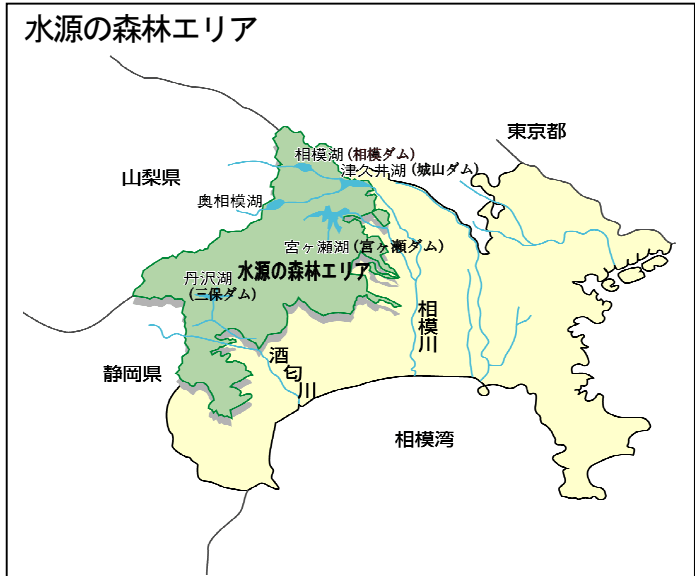 水源の森林エリア
東京都
相模湖(相模ダム)
津久井湖(城山ダム)
山梨県
奥相模湖
宮ヶ瀬湖(宮ヶ瀬ダム)
水源の森林エリア
丹沢湖
(三保ダム)
相模川
酒匂川
静岡県
相模湾